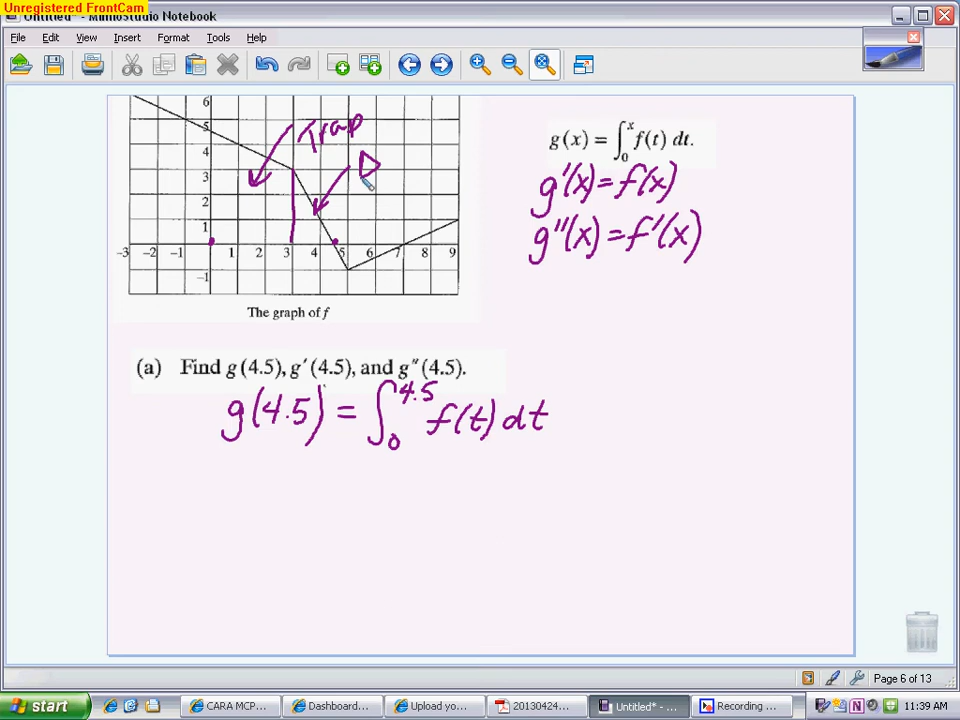 Unregistered FrontCam
Untitled* - MimioStudio Notebook
File Edit View Insert Format Tools Help
6
5
4
3
2
1
-3 -2 -1 0 1 2 3 4 5 6 7 8 9
-1
Trap
The graph of f
g(x) = ∫₀ˣ f(t) dt.
g'(x)=f(x)
g''(x)=f'(x)
(a) Find g(4.5), g′(4.5), and g″(4.5).
g(4.5) = ∫₀^4.5 f(t) dt
Page 6 of 13
start CARA MCP... Dashboard... Upload yo... 20130424... Untitled* - ... Recording ... 11:39 AM